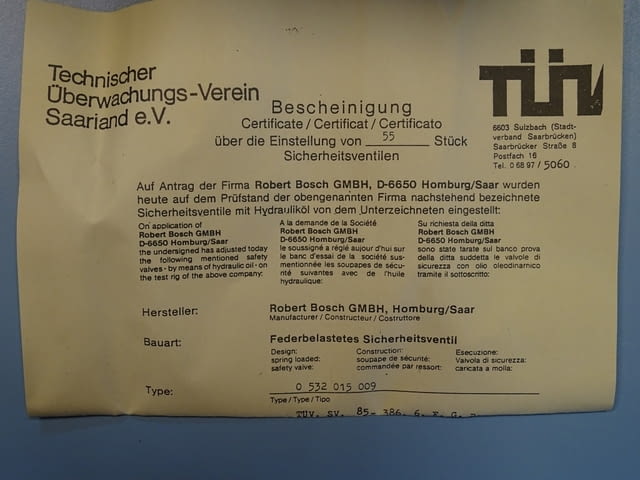 Technischer
Überwachungs-Verein
Saarland e.V.
TÜV
6603 Sulzbach (Stadt-
verband Saarbrücken)
Saarbrücker Straße 8
Postfach 16
Tel. 0 68 97 / 5060
Bescheinigung
Certificate / Certificat / Certificato
über die Einstellung von 55 Stück
Sicherheitsventilen
Auf Antrag der Firma Robert Bosch GMBH, D-6650 Homburg/Saar wurden
heute auf dem Prüfstand der obengenannten Firma nachstehend bezeichnete
Sicherheitsventile mit Hydrauliköl von dem Unterzeichneten eingestellt:
On application of
Robert Bosch GMBH
D-6650 Homburg/Saar
the undersigned has adjusted today
the following mentioned safety
valves - by means of hydraulic oil - on
the test rig of the above company:
A la demande de la Société
Robert Bosch GMBH
D-6650 Homburg/Saar
le soussigné a réglé aujour d'hui sur
le banc d'essai de la société sus-
mentionnée les soupapes de sécu-
rité suivantes avec de l'huile
hydraulique:
Su richiesta della ditta
Robert Bosch GMBH
D-6650 Homburg/Saar
sono state tarate sul banco prova
della ditta suddetta le valvole di
sicurezza con olio oleodinarnico
tramite il sottoscritto:
Hersteller:
Robert Bosch GMBH, Homburg/Saar
Manufacturer / Constructeur / Costruttore
Bauart:
Federbelastetes Sicherheitsventil
Design:
spring loaded:
safety valve:
Construction:
soupape de sécurité:
commandée par ressort:
Esecuzione:
Valvola di sicurezza:
caricata a molla:
Type:
0 532 015 009
Type / Type / Tipo
TÜV. SV. 85- 386. 6. F. G.